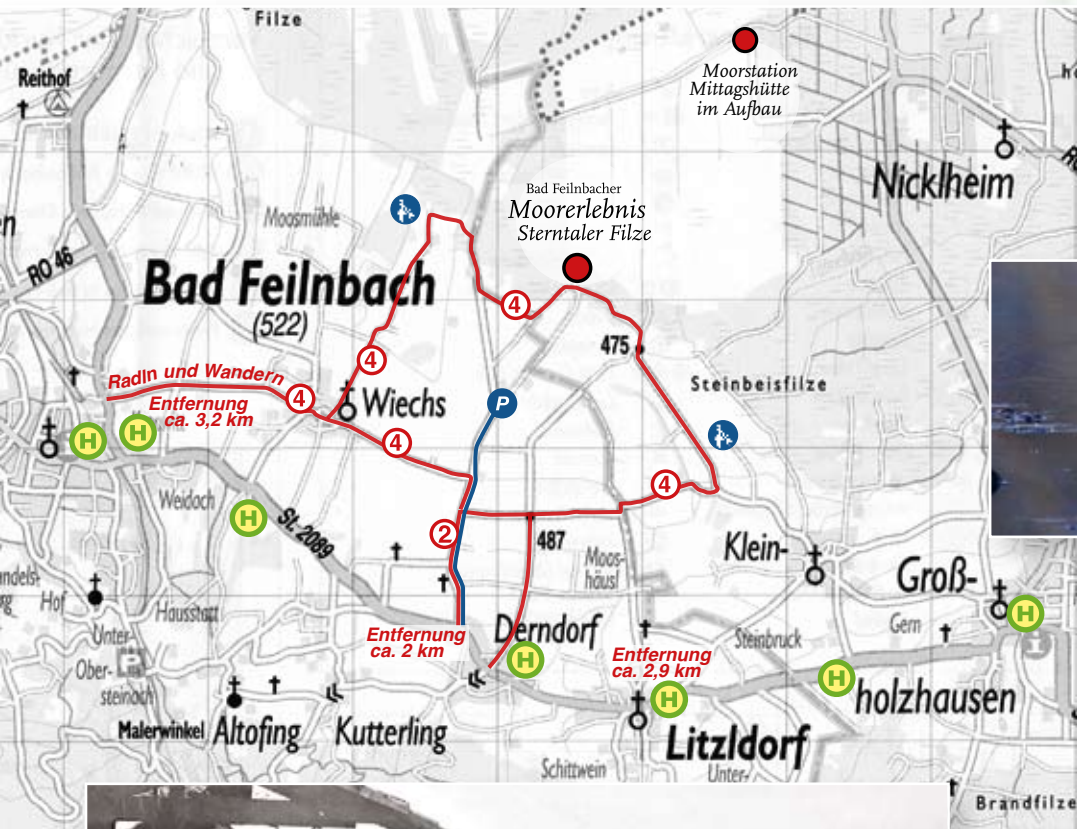 Filze
Reithof
Moorstation
Mittagshütte
im Aufbau
Nicklheim
Bad Feilnbacher
Moorerlebnis
Sterntaler Filze
Moosmühle
RO 46
Bad Feilnbach
(522)
4
475
4
Steinbeisfilze
Radln und Wandern
4
Wiechs
P
Entfernung
ca. 3,2 km
H
H
4
Weidach
4
H
St 2089
2
487
Moos-
häusl
Klein-
Groß-
Hof
Hausstatt
Unter-
Ober-
steinach
Entfernung
ca. 2 km
Derndorf
H
Entfernung
ca. 2,9 km
Steinbruck
Gern
H
i
H
H
holzhausen
Malerwinkel
Altofing
Kutterling
Litzldorf
Schittwein
Unter-
Brandfilze